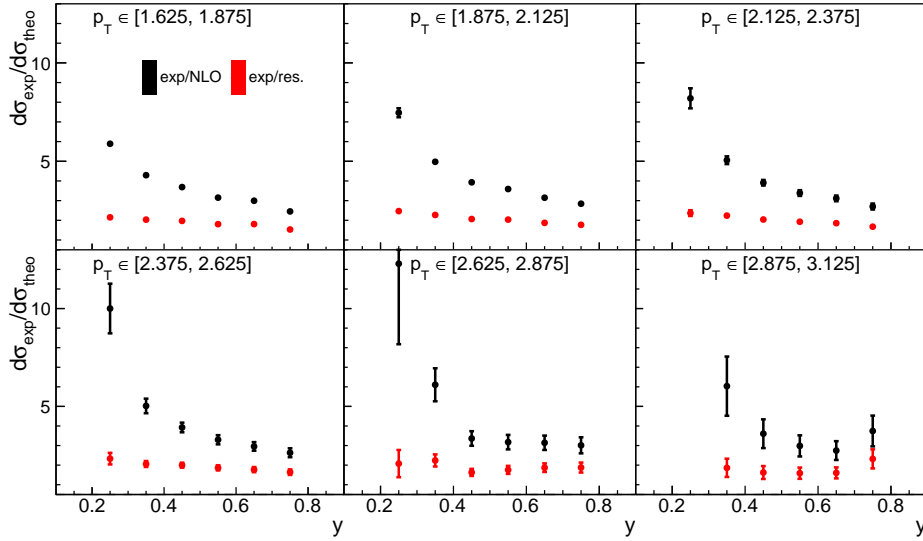 p_T ∈ [1.625, 1.875]
p_T ∈ [1.875, 2.125]
p_T ∈ [2.125, 2.375]
exp/NLO
exp/res.
dσ_exp/dσ_theo
10
5
p_T ∈ [2.375, 2.625]
p_T ∈ [2.625, 2.875]
p_T ∈ [2.875, 3.125]
dσ_exp/dσ_theo
10
5
0.2 0.4 0.6 0.8 0.2 0.4 0.6 0.8 0.2 0.4 0.6 0.8
y y y